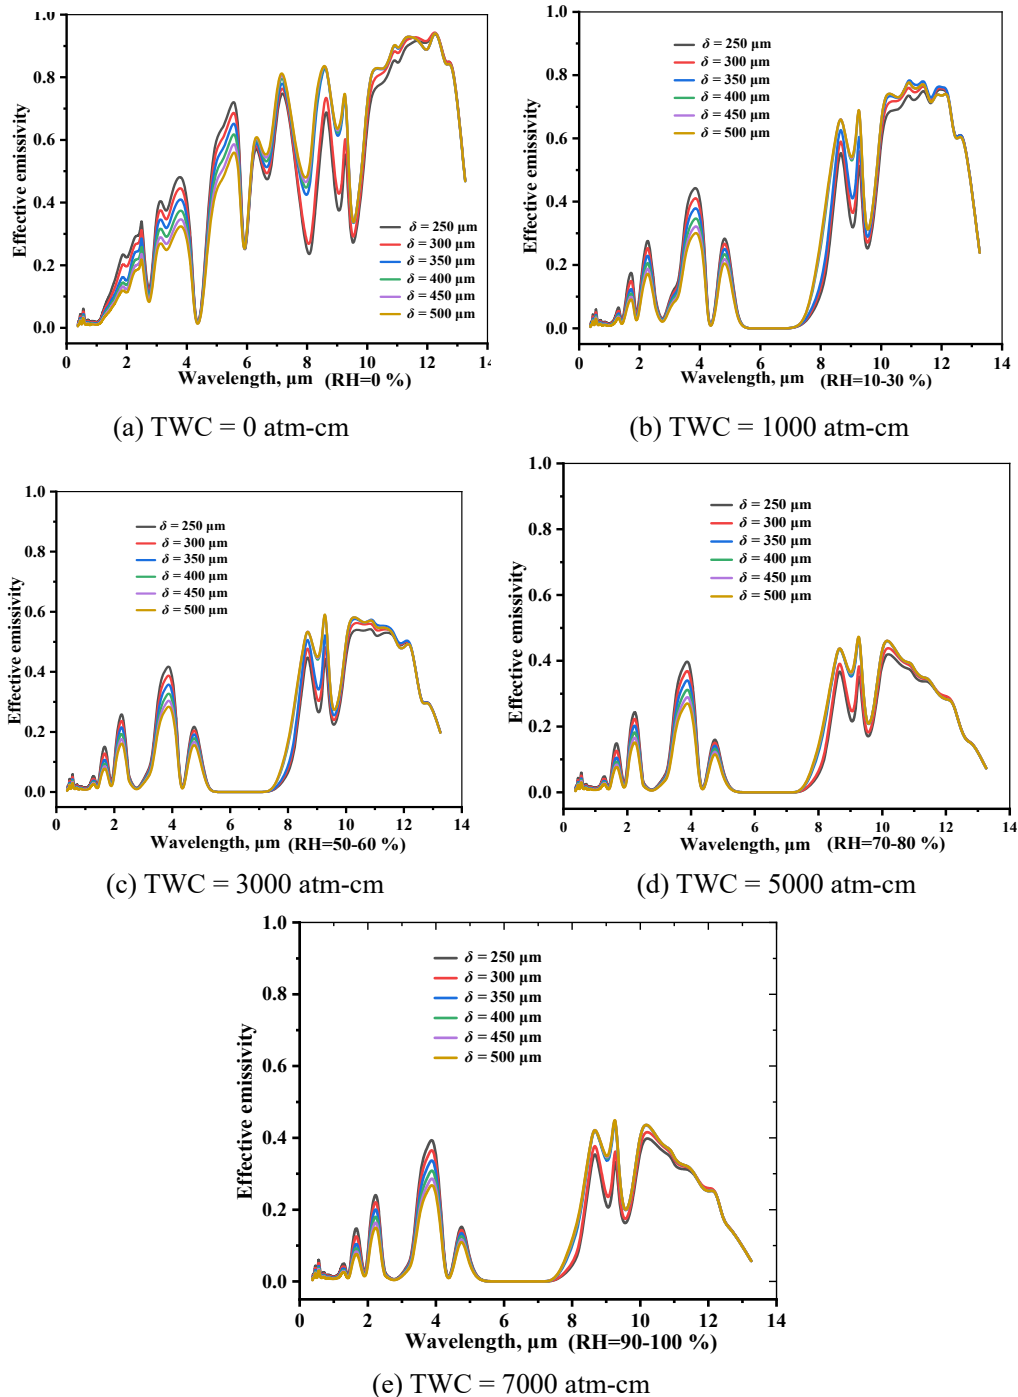 1.0
0.8
0.6
0.4
0.2
0.0
Effective emissivity
δ = 250 µm
δ = 300 µm
δ = 350 µm
δ = 400 µm
δ = 450 µm
δ = 500 µm
0 2 4 6 8 10 12 14
Wavelength, µm (RH=0 %)
(a) TWC = 0 atm-cm
1.0
0.8
0.6
0.4
0.2
0.0
Effective emissivity
δ = 250 µm
δ = 300 µm
δ = 350 µm
δ = 400 µm
δ = 450 µm
δ = 500 µm
0 2 4 6 8 10 12 14
Wavelength, µm (RH=10-30 %)
(b) TWC = 1000 atm-cm
1.0
0.8
0.6
0.4
0.2
0.0
Effective emissivity
δ = 250 µm
δ = 300 µm
δ = 350 µm
δ = 400 µm
δ = 450 µm
δ = 500 µm
0 2 4 6 8 10 12 14
Wavelength, µm (RH=50-60 %)
(c) TWC = 3000 atm-cm
1.0
0.8
0.6
0.4
0.2
0.0
Effective emissivity
δ = 250 µm
δ = 300 µm
δ = 350 µm
δ = 400 µm
δ = 450 µm
δ = 500 µm
0 2 4 6 8 10 12 14
Wavelength, µm (RH=70-80 %)
(d) TWC = 5000 atm-cm
1.0
0.8
0.6
0.4
0.2
0.0
Effective emissivity
δ = 250 µm
δ = 300 µm
δ = 350 µm
δ = 400 µm
δ = 450 µm
δ = 500 µm
0 2 4 6 8 10 12 14
Wavelength, µm (RH=90-100 %)
(e) TWC = 7000 atm-cm